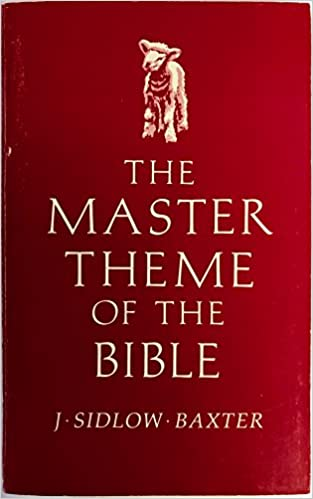 THE
MASTER
THEME
OF THE
BIBLE
J·SIDLOW·BAXTER